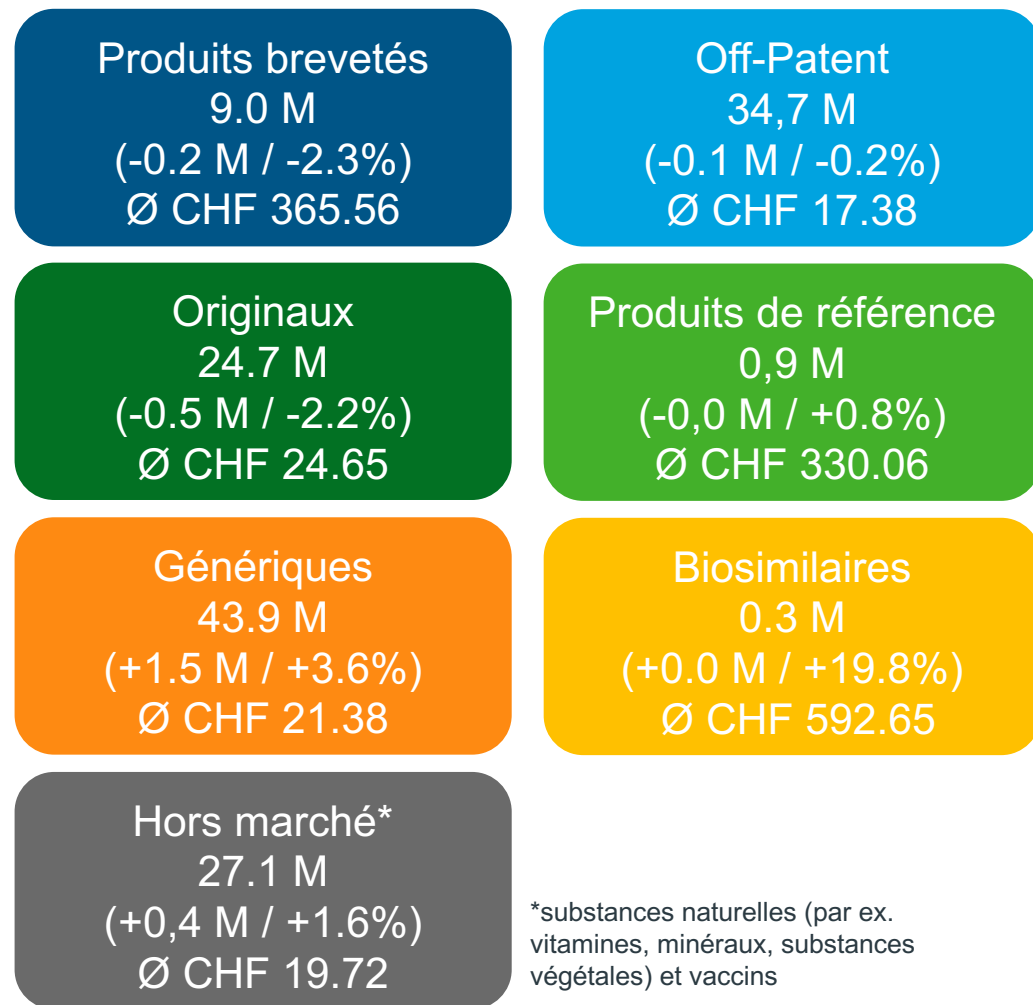 Produits brevetés
9.0 M
(-0.2 M / -2.3%)
Ø CHF 365.56
Off-Patent
34,7 M
(-0.1 M / -0.2%)
Ø CHF 17.38
Originaux
24.7 M
(-0.5 M / -2.2%)
Ø CHF 24.65
Produits de référence
0,9 M
(-0,0 M / +0.8%)
Ø CHF 330.06
Génériques
43.9 M
(+1.5 M / +3.6%)
Ø CHF 21.38
Biosimilaires
0.3 M
(+0.0 M / +19.8%)
Ø CHF 592.65
Hors marché*
27.1 M
(+0,4 M / +1.6%)
Ø CHF 19.72
*substances naturelles (par ex.
vitamines, minéraux, substances
végétales) et vaccins